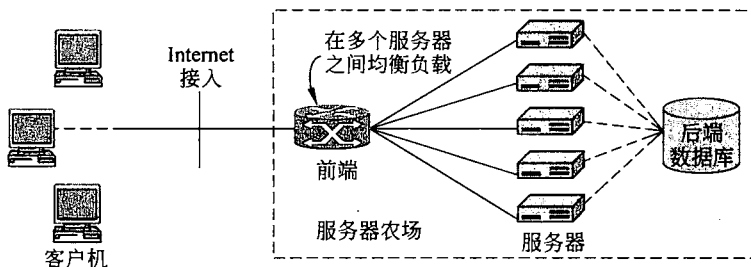 Internet
接入
在多个服务器
之间均衡负载
前端
服务器农场
服务器
后端
数据库
客户机